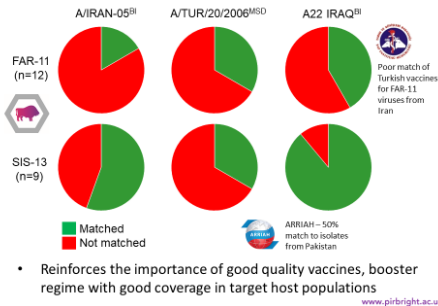 A/IRAN-05BI
A/TUR/20/2006MSD
A22 IRAQBI
FAR-11
(n=12)
Poor match of
Turkish vaccines
for FAR-11
viruses from
Iran
SIS-13
(n=9)
Matched
Not matched
ARRIAH
ARRIAH – 50%
match to isolates
from Pakistan
• Reinforces the importance of good quality vaccines, booster
regime with good coverage in target host populations
www.pirbright.ac.u